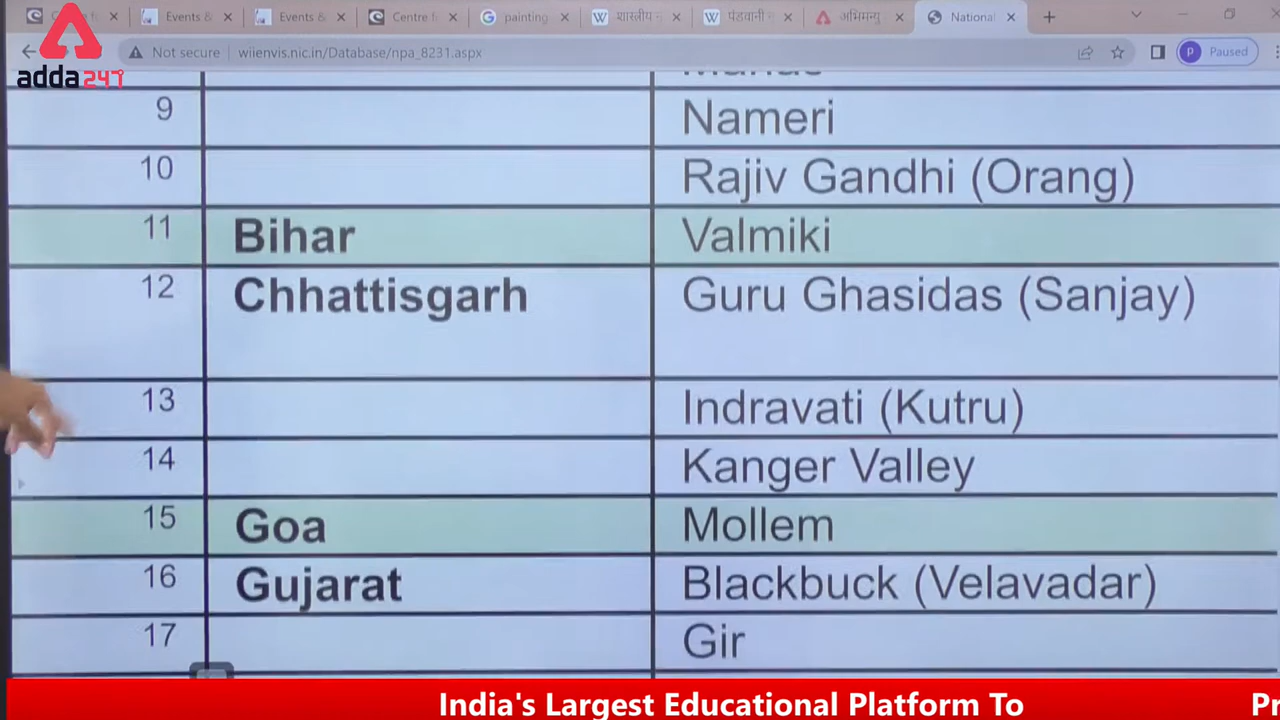 Events &
Events &
Centre f
painting
शास्त्रीय
पंडवानी
अभिमन्यु
National
Not secure
wiienvis.nic.in/Database/npa_8231.aspx
P
Paused
adda247
9
Nameri
10
Rajiv Gandhi (Orang)
11
Bihar
Valmiki
12
Chhattisgarh
Guru Ghasidas (Sanjay)
13
Indravati (Kutru)
14
Kanger Valley
15
Goa
Mollem
16
Gujarat
Blackbuck (Velavadar)
17
Gir
India's Largest Educational Platform To
Pr